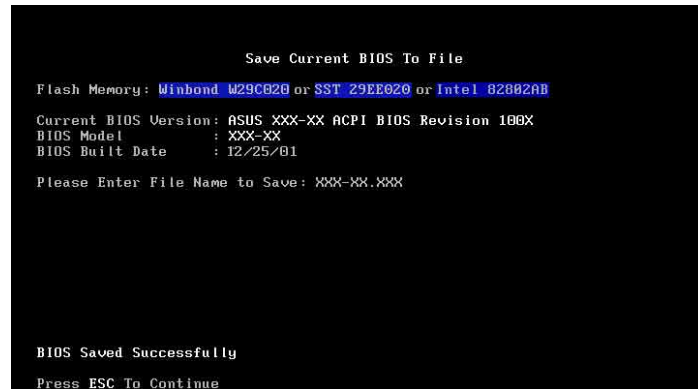 Save Current BIOS To File
Flash Memory: Winbond W29C020 or SST 29EE020 or Intel 82802AB
Current BIOS Version: ASUS XXX-XX ACPI BIOS Revision 100X
BIOS Model : XXX-XX
BIOS Built Date : 12/25/01
Please Enter File Name to Save: XXX-XX.XXX
BIOS Saved Successfully
Press ESC To Continue